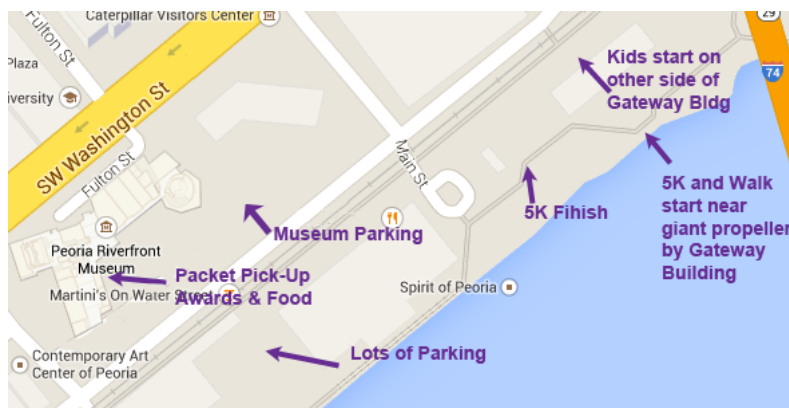 Caterpillar Visitors Center
Fulton St
29
Plaza
74
Kids start on
other side of
Gateway Bldg
iversity
SW Washington St
Main St
Fulton St
5K and Walk
start near
giant propeller
by Gateway
Building
5K Fihish
Museum Parking
Peoria Riverfront
Museum
Packet Pick-Up
Awards & Food
Martini's On Water Street
Spirit of Peoria
Lots of Parking
Contemporary Art
Center of Peoria